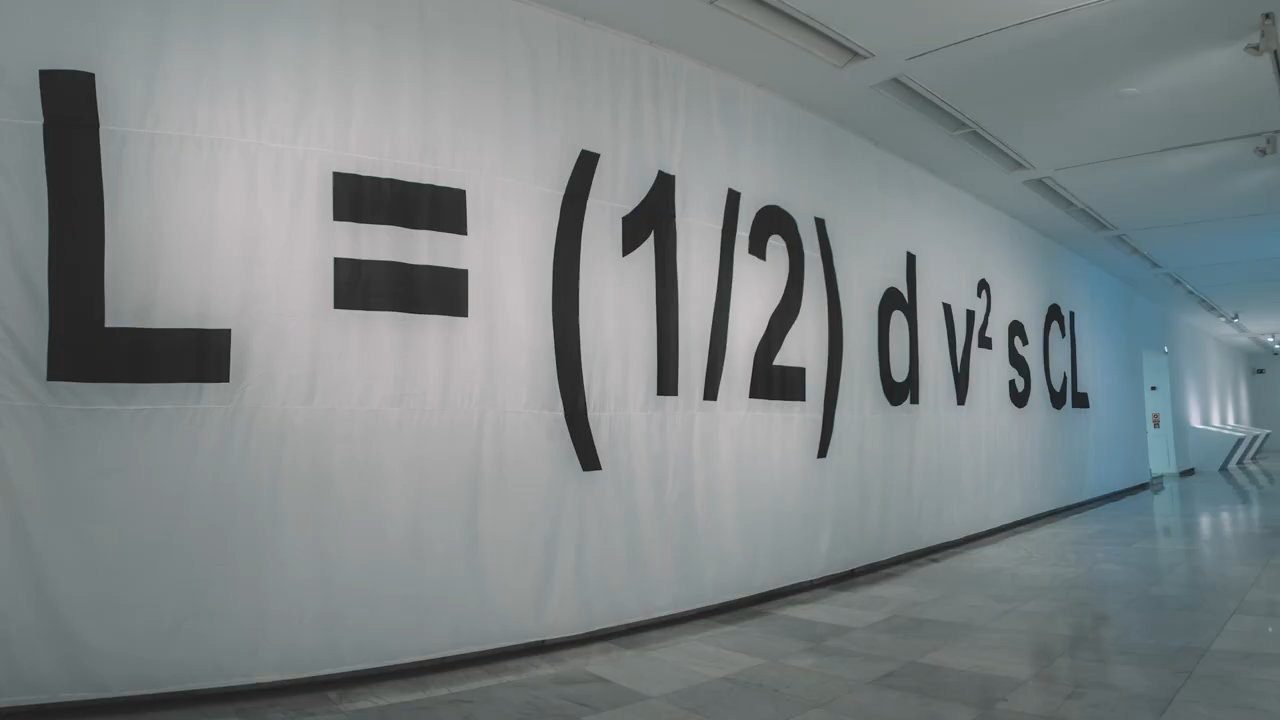 L = (1/2) d v² s CL